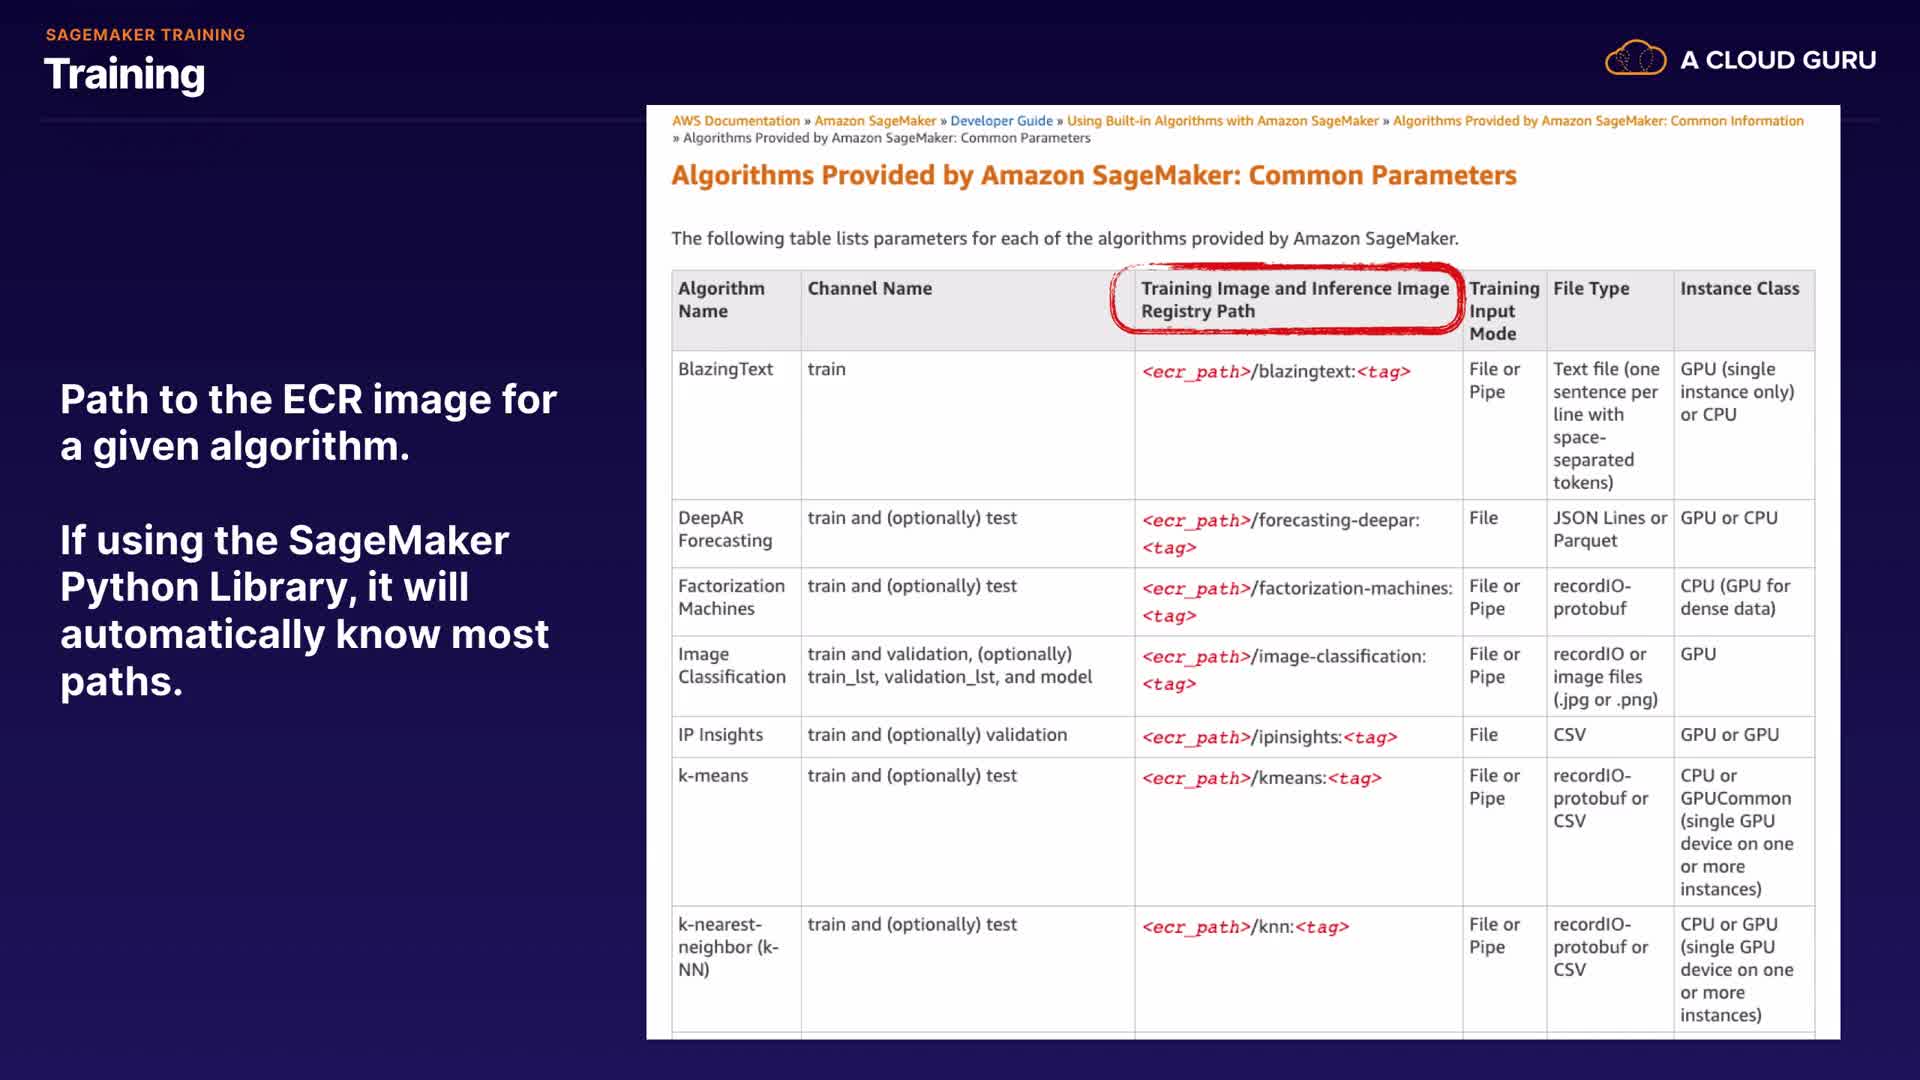 SAGEMAKER TRAINING
Training
A CLOUD GURU
Path to the ECR image for
a given algorithm.
If using the SageMaker
Python Library, it will
automatically know most
paths.
AWS Documentation » Amazon SageMaker » Developer Guide » Using Built-in Algorithms with Amazon SageMaker » Algorithms Provided by Amazon SageMaker: Common Information
» Algorithms Provided by Amazon SageMaker: Common Parameters
Algorithms Provided by Amazon SageMaker: Common Parameters
The following table lists parameters for each of the algorithms provided by Amazon SageMaker.
Algorithm
Name
Channel Name
Training Image and Inference Image
Registry Path
Training
Input
Mode
File Type
Instance Class
BlazingText
train
<ecr_path>/blazingtext:<tag>
File or
Pipe
Text file (one
sentence per
line with
space-
separated
tokens)
GPU (single
instance only)
or CPU
DeepAR
Forecasting
train and (optionally) test
<ecr_path>/forecasting-deepar:
<tag>
File
JSON Lines or
Parquet
GPU or CPU
Factorization
Machines
train and (optionally) test
<ecr_path>/factorization-machines:
<tag>
File or
Pipe
recordIO-
protobuf
CPU (GPU for
dense data)
Image
Classification
train and validation, (optionally)
train_lst, validation_lst, and model
<ecr_path>/image-classification:
<tag>
File or
Pipe
recordIO or
image files
(.jpg or .png)
GPU
IP Insights
train and (optionally) validation
<ecr_path>/ipinsights:<tag>
File
CSV
GPU or GPU
k-means
train and (optionally) test
<ecr_path>/kmeans:<tag>
File or
Pipe
recordIO-
protobuf or
CSV
CPU or
GPUCommon
(single GPU
device on one
or more
instances)
k-nearest-
neighbor (k-
NN)
train and (optionally) test
<ecr_path>/knn:<tag>
File or
Pipe
recordIO-
protobuf or
CSV
CPU or GPU
(single GPU
device on one
or more
instances)